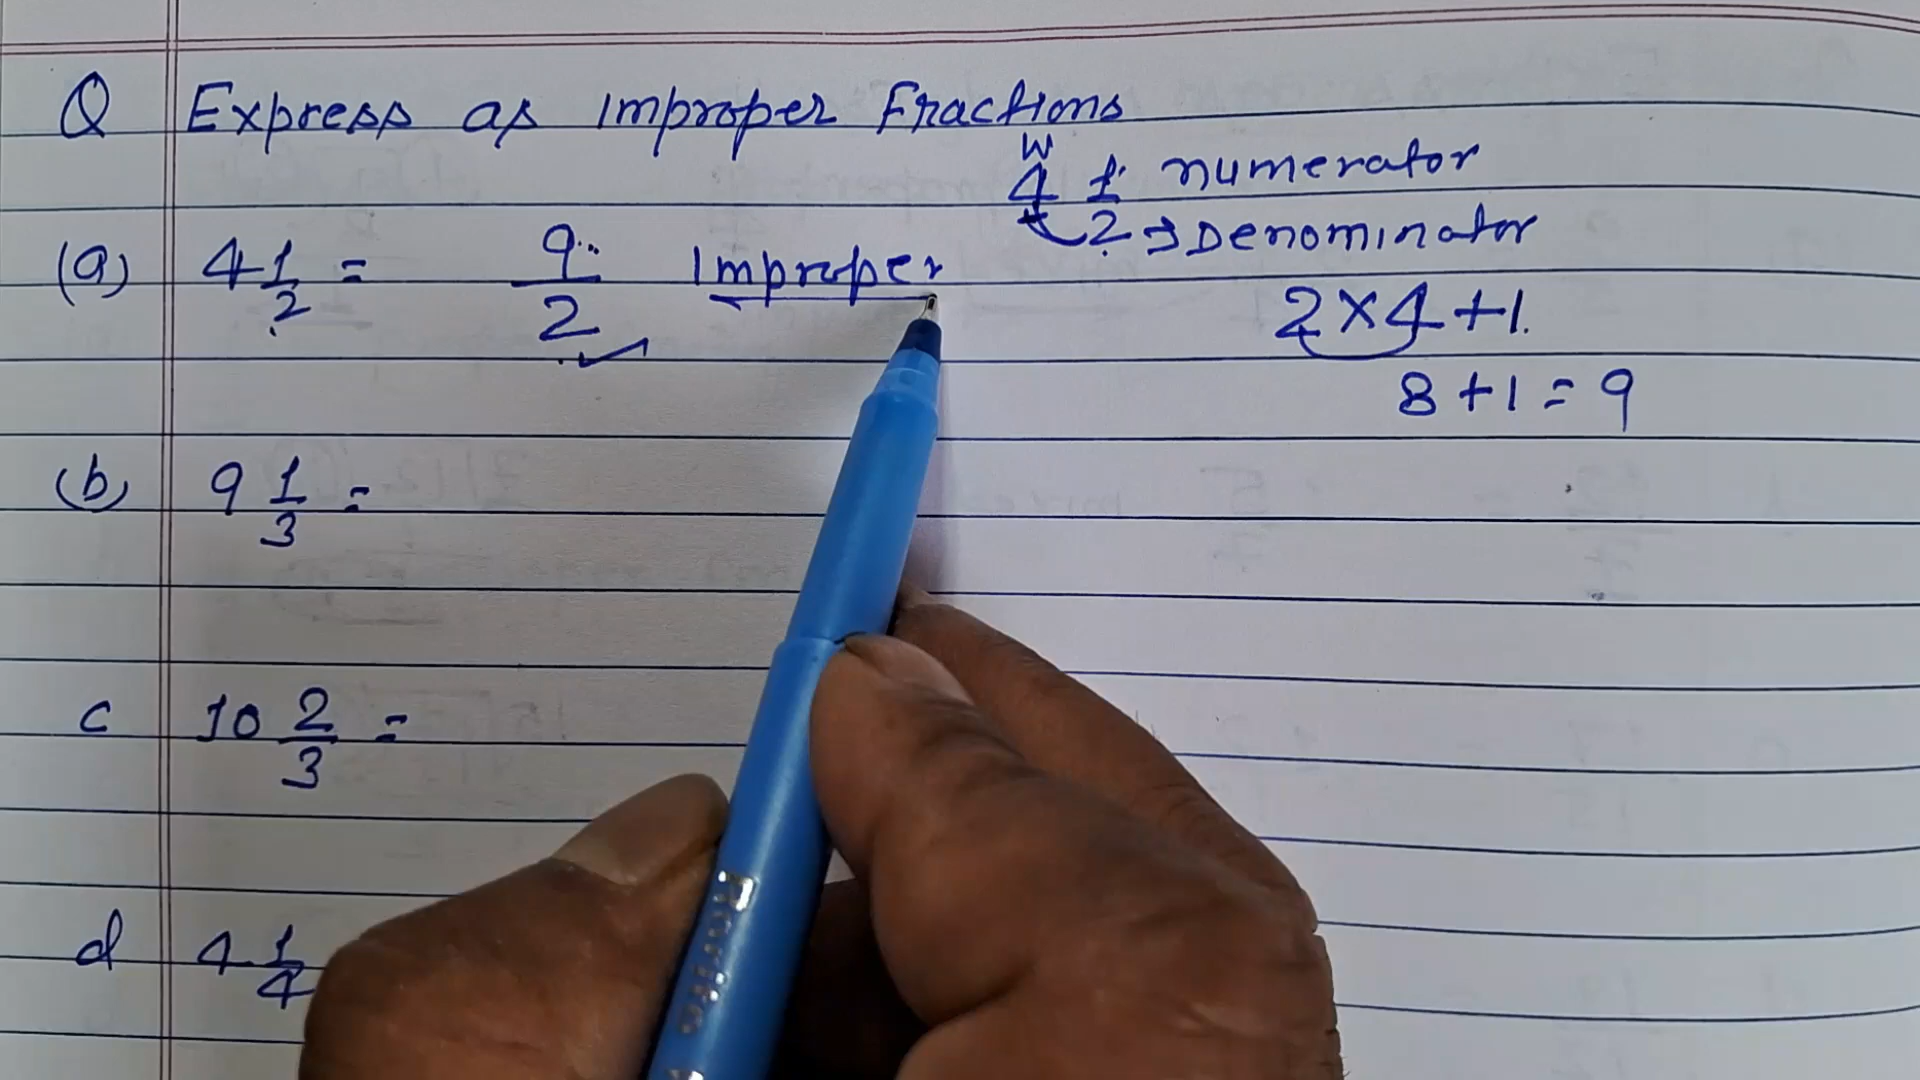 Q Express as Improper Fractions
W
4 1 numerator
2 → Denominator
(a) 4 1/2 = 9/2 Improper
2×4+1
8+1=9
(b) 9 1/3 =
c 10 2/3 =
d 4 1/4
Rorito